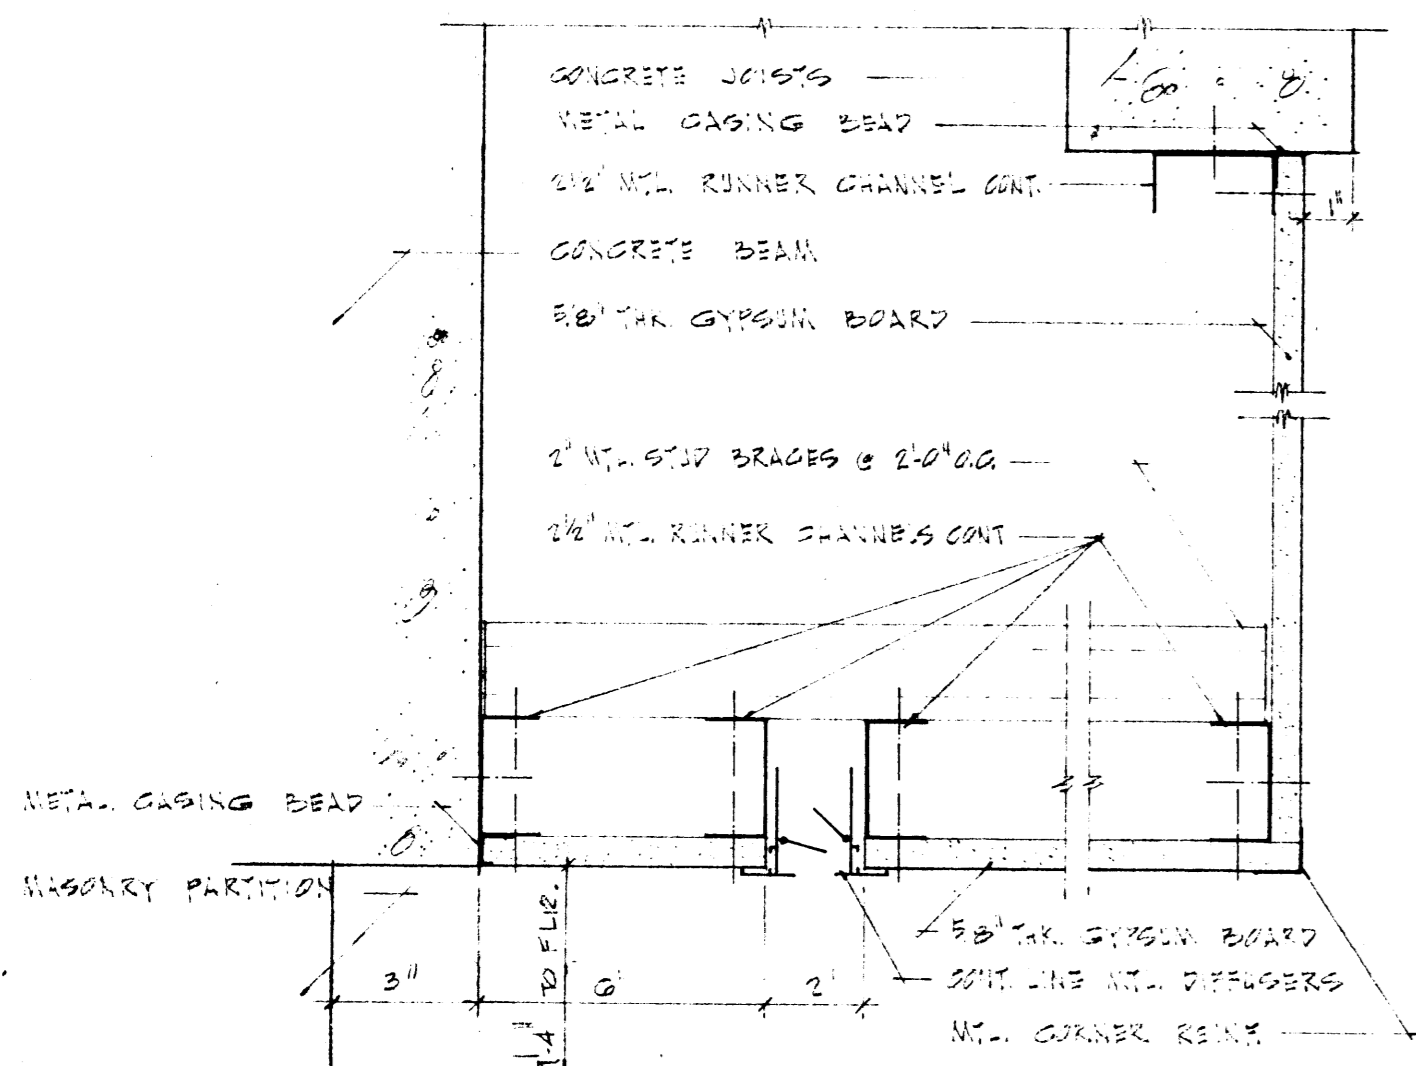 CONCRETE JOISTS
METAL CASING BEAD
2½" MTL. RUNNER CHANNEL CONT.
1"
CONCRETE BEAM
5/8" THK. GYPSUM BOARD
2" MTL. STUD BRACES @ 2'-0" O.C.
2½" MTL. RUNNER CHANNELS CONT
METAL CASING BEAD
MASONRY PARTITION
5/8" THK. GYPSUM BOARD
CONT. LINE MTL. DIFFUSERS
MTL. CORNER REINF.
3"
6"
2"
TO FLR.